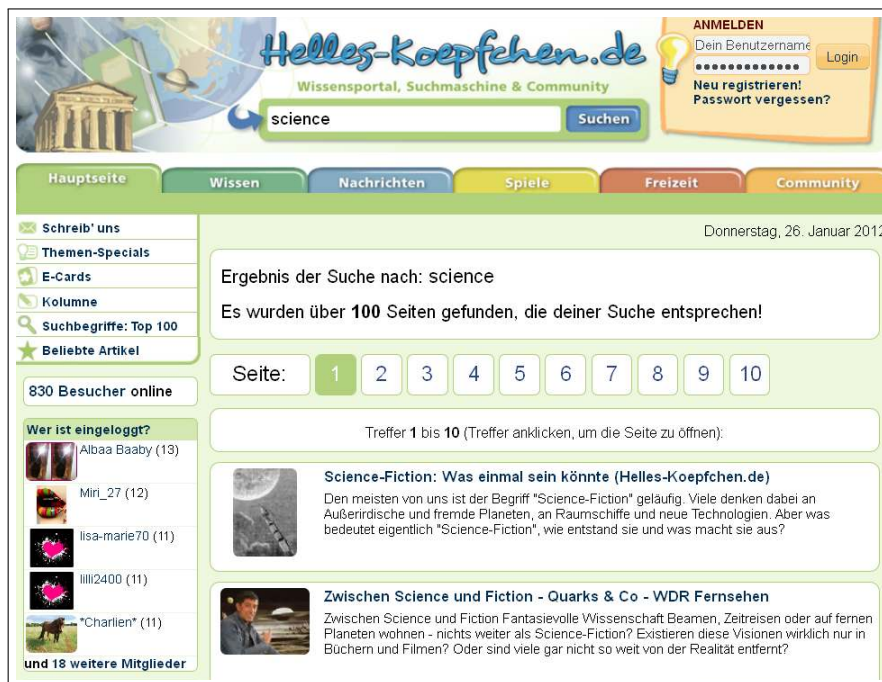 Helles-Koepfchen.de
Wissensportal, Suchmaschine & Community
science
Suchen
ANMELDEN
Dein Benutzername
Login
Neu registrieren!
Passwort vergessen?
Hauptseite
Wissen
Nachrichten
Spiele
Freizeit
Community
Schreib' uns
Themen-Specials
E-Cards
Kolumne
Suchbegriffe: Top 100
Beliebte Artikel
830 Besucher online
Wer ist eingeloggt?
Albaa Baaby (13)
Miri_27 (12)
lisa-marie70 (11)
lilli2400 (11)
*Charlien* (11)
und 18 weitere Mitglieder
Donnerstag, 26. Januar 2012
Ergebnis der Suche nach: science
Es wurden über 100 Seiten gefunden, die deiner Suche entsprechen!
Seite: 1 2 3 4 5 6 7 8 9 10
Treffer 1 bis 10 (Treffer anklicken, um die Seite zu öffnen):
Science-Fiction: Was einmal sein könnte (Helles-Koepfchen.de)
Den meisten von uns ist der Begriff "Science-Fiction" geläufig. Viele denken dabei an
Außerirdische und fremde Planeten, an Raumschiffe und neue Technologien. Aber was
bedeutet eigentlich "Science-Fiction", wie entstand sie und was macht sie aus?
Zwischen Science und Fiction - Quarks & Co - WDR Fernsehen
Zwischen Science und Fiction Fantasievolle Wissenschaft Beamen, Zeitreisen oder auf fernen
Planeten wohnen - nichts weiter als Science-Fiction? Existieren diese Visionen wirklich nur in
Büchern und Filmen? Oder sind viele gar nicht so weit von der Realität entfernt?